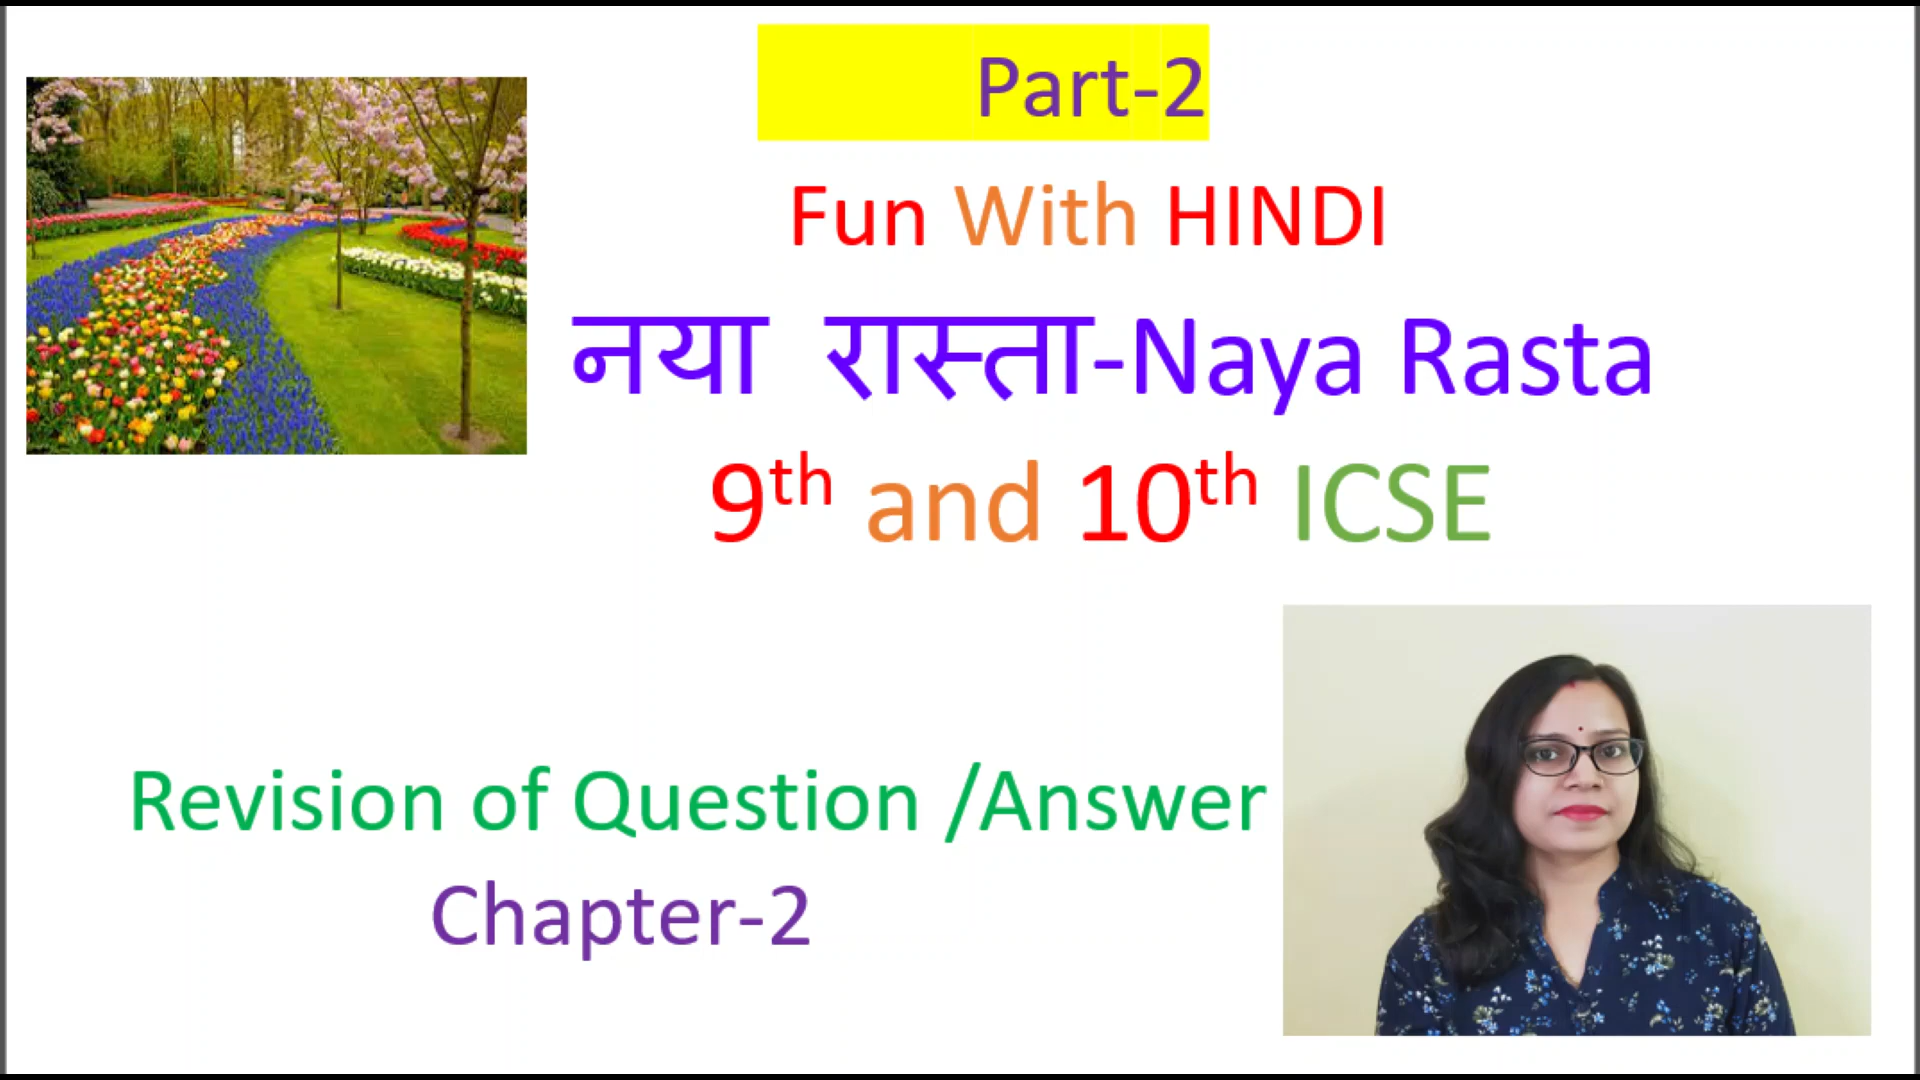 Part-2
Fun With HINDI
नया रास्ता-Naya Rasta
9th and 10th ICSE
Revision of Question /Answer
Chapter-2